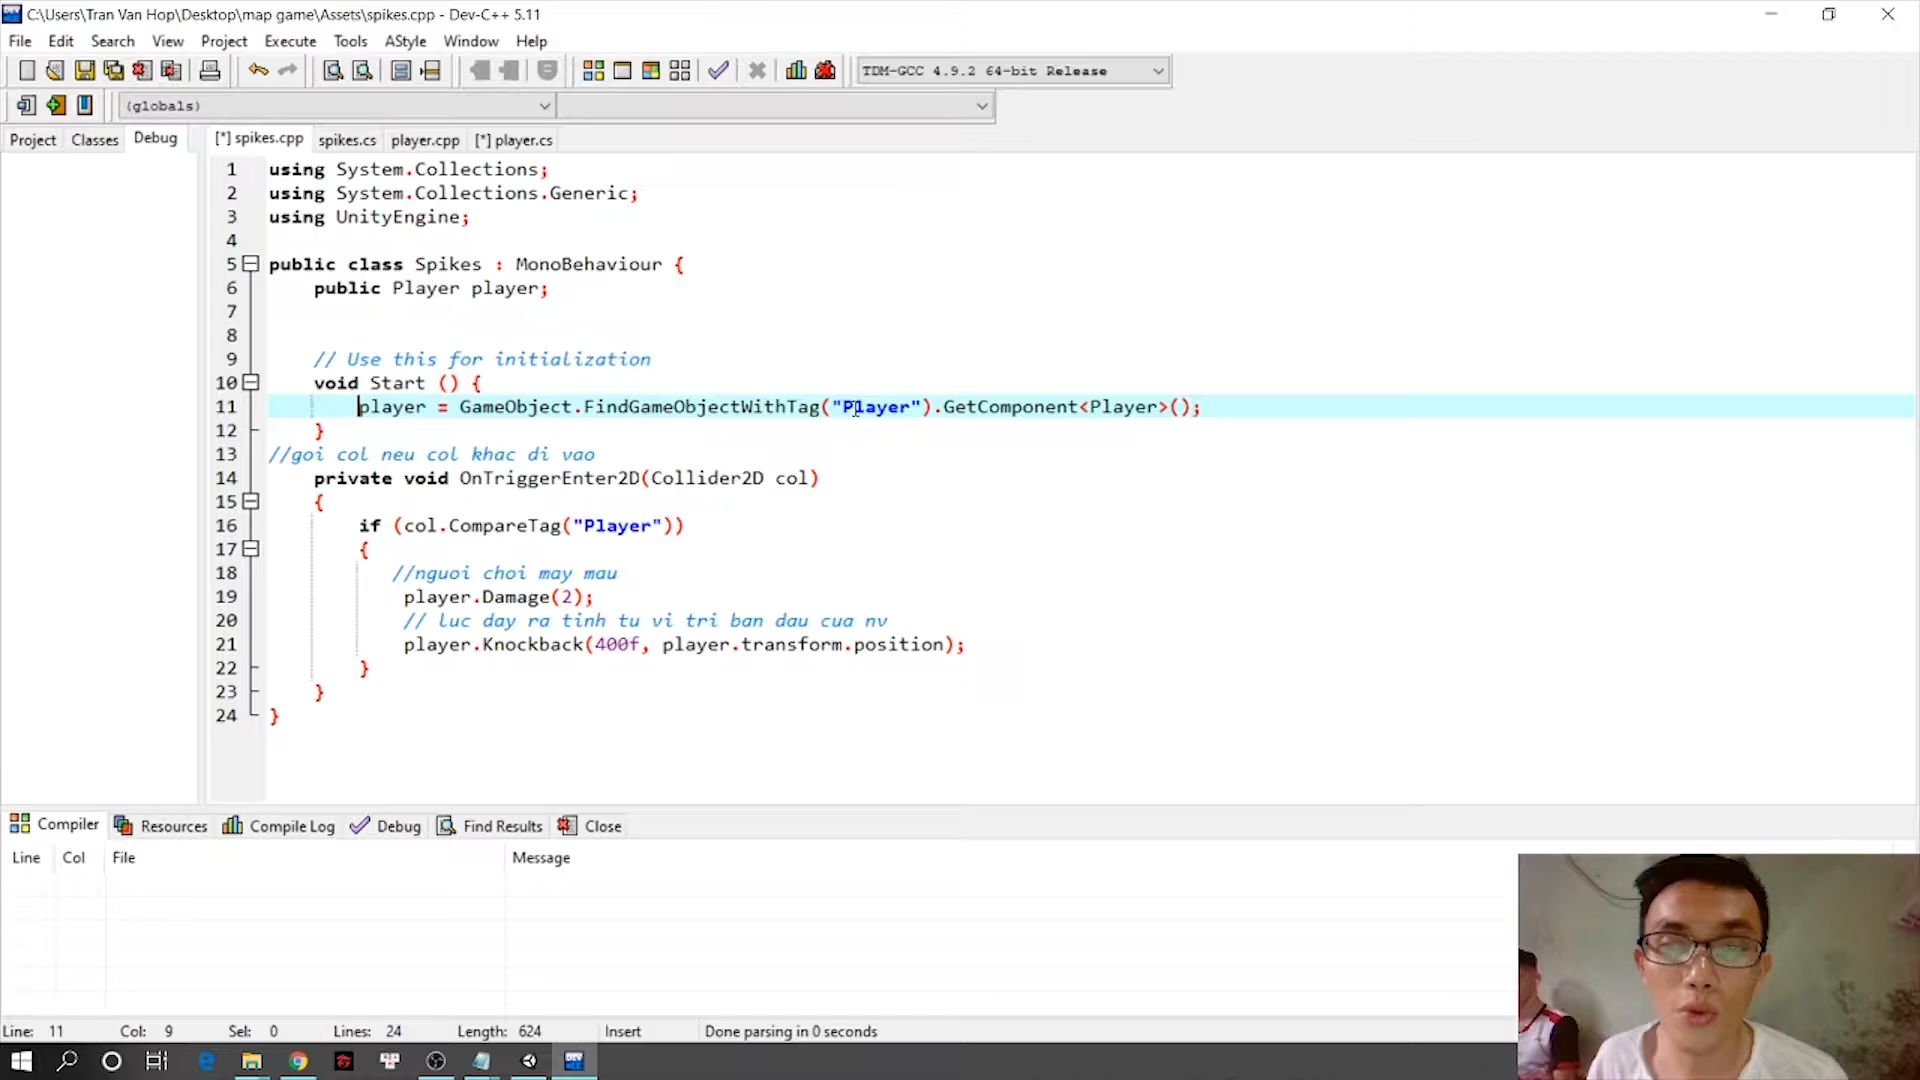 C:\Users\Tran Van Hop\Desktop\map game\Assets\spikes.cpp - Dev-C++ 5.11
File Edit Search View Project Execute Tools AStyle Window Help
TDM-GCC 4.9.2 64-bit Release
(globals)
Project Classes Debug [*] spikes.cpp spikes.cs player.cpp [*] player.cs
1 using System.Collections;
2 using System.Collections.Generic;
3 using UnityEngine;
4
5 public class Spikes : MonoBehaviour {
6 public Player player;
7
8
9 // Use this for initialization
10 void Start () {
11 player = GameObject.FindGameObjectWithTag("Player").GetComponent<Player>();
12 }
13 //goi col neu col khac di vao
14 private void OnTriggerEnter2D(Collider2D col)
15 {
16 if (col.CompareTag("Player"))
17 {
18 //nguoi choi may mau
19 player.Damage(2);
20 // luc day ra tinh tu vi tri ban dau cua nv
21 player.Knockback(400f, player.transform.position);
22 }
23 }
24 }
Compiler Resources Compile Log Debug Find Results Close
Line Col File Message
Line: 11 Col: 9 Sel: 0 Lines: 24 Length: 624 Insert Done parsing in 0 seconds
DEV